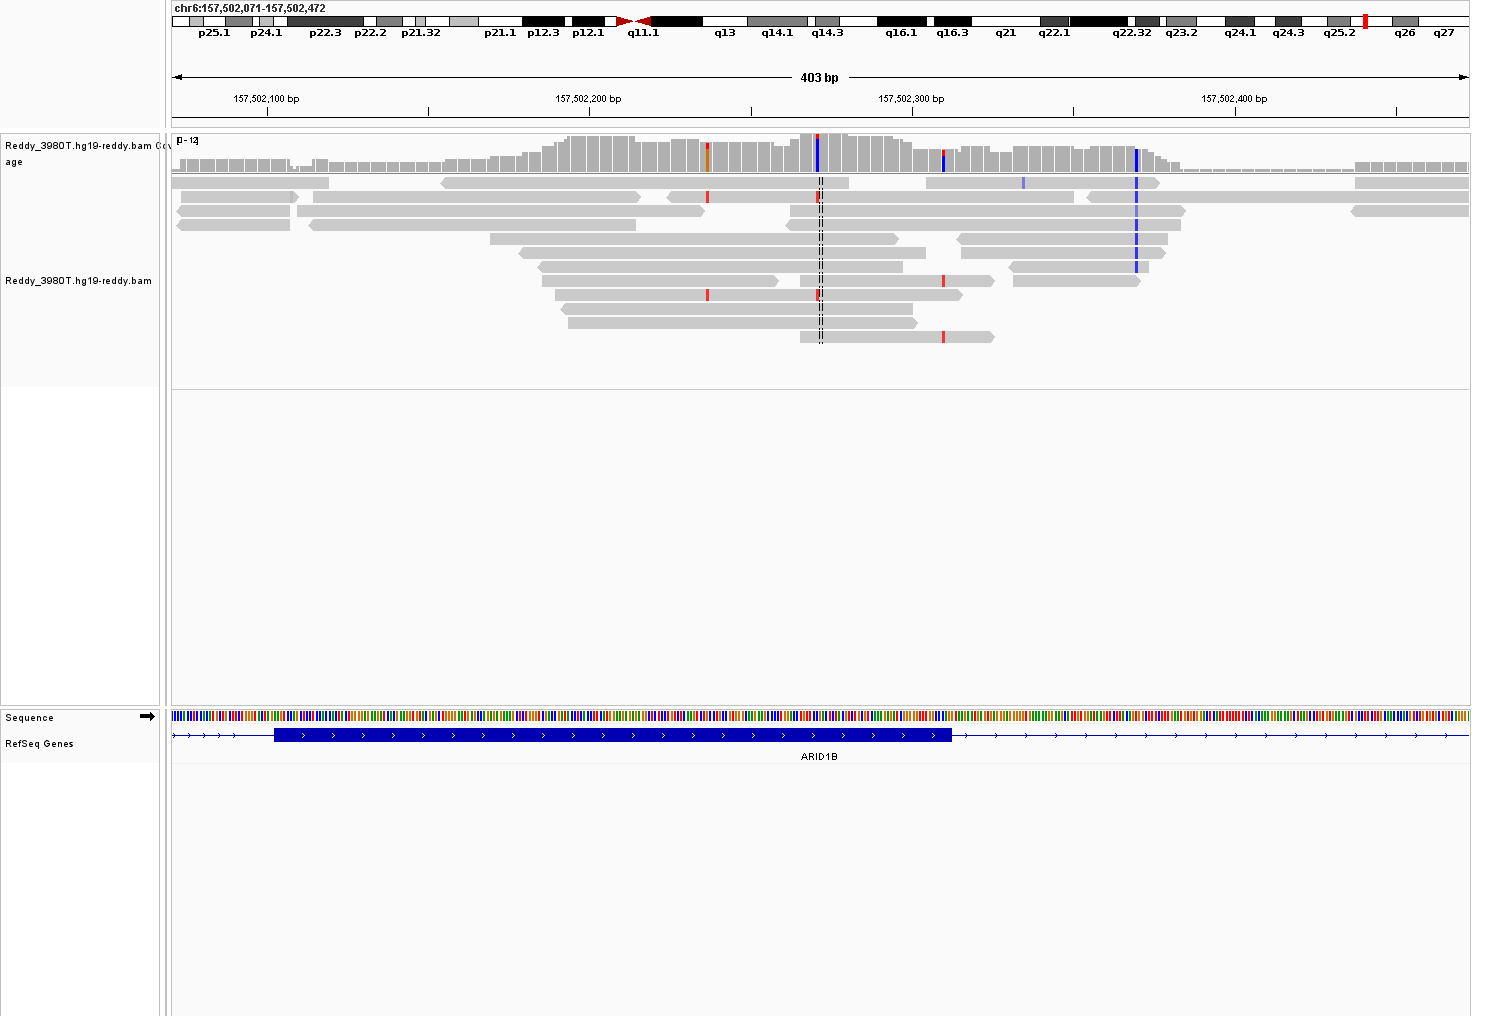 chr6:157,502,071-157,502,472
p25.1 p24.1 p22.3 p22.2 p21.32 p21.1 p12.3 p12.1 q11.1 q13 q14.1 q14.3 q16.1 q16.3 q21 q22.1 q22.32 q23.2 q24.1 q24.3 q25.2 q26 q27
403 bp
157,502,100 bp 157,502,200 bp 157,502,300 bp 157,502,400 bp
Reddy_3980T.hg19-reddy.bam Cov
age
[0 - 12]
Reddy_3980T.hg19-reddy.bam
Sequence
RefSeq Genes
ARID1B